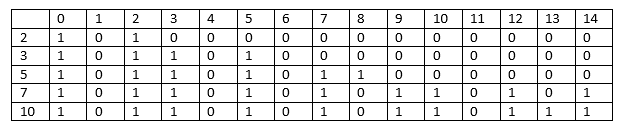 0 1 2 3 4 5 6 7 8 9 10 11 12 13 14
2 1 0 1 0 0 0 0 0 0 0 0 0 0 0 0
3 1 0 1 1 0 1 0 0 0 0 0 0 0 0 0
5 1 0 1 1 0 1 0 1 1 0 0 0 0 0 0
7 1 0 1 1 0 1 0 1 0 1 1 0 1 0 1
10 1 0 1 1 0 1 0 1 0 1 1 0 1 1 1